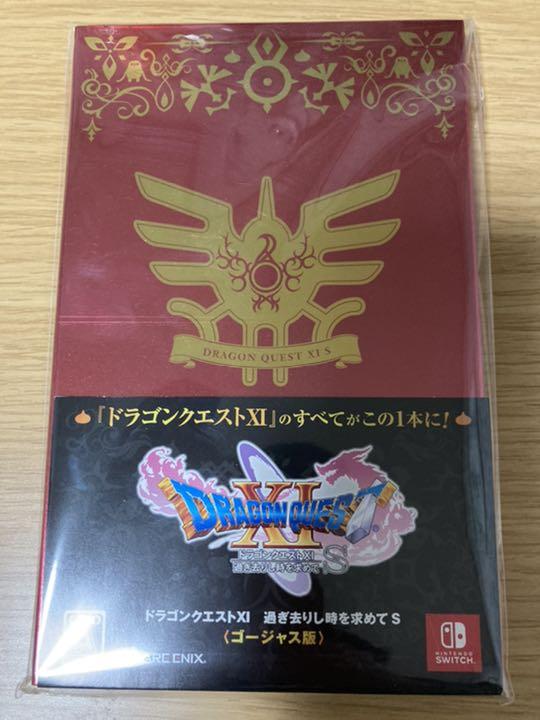 DRAGON QUEST XI S
『ドラゴンクエストXI』のすべてがこの1本に!
DRAGON QUEST
XI
ドラゴンクエストXI
過ぎ去りし時を求めて S
ドラゴンクエストXI 過ぎ去りし時を求めて S
〈ゴージャス版〉
A
ARE ENIX.
NINTENDO
SWITCH